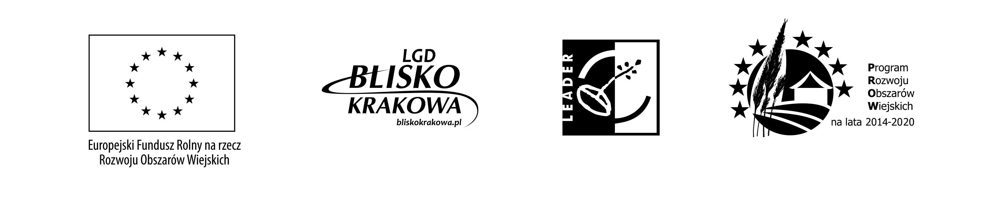 Europejski Fundusz Rolny na rzecz
Rozwoju Obszarów Wiejskich
LGD
BLISKO
KRAKOWA
bliskokrakowa.pl
LEADER
Program
Rozwoju
Obszarów
Wiejskich
na lata 2014-2020